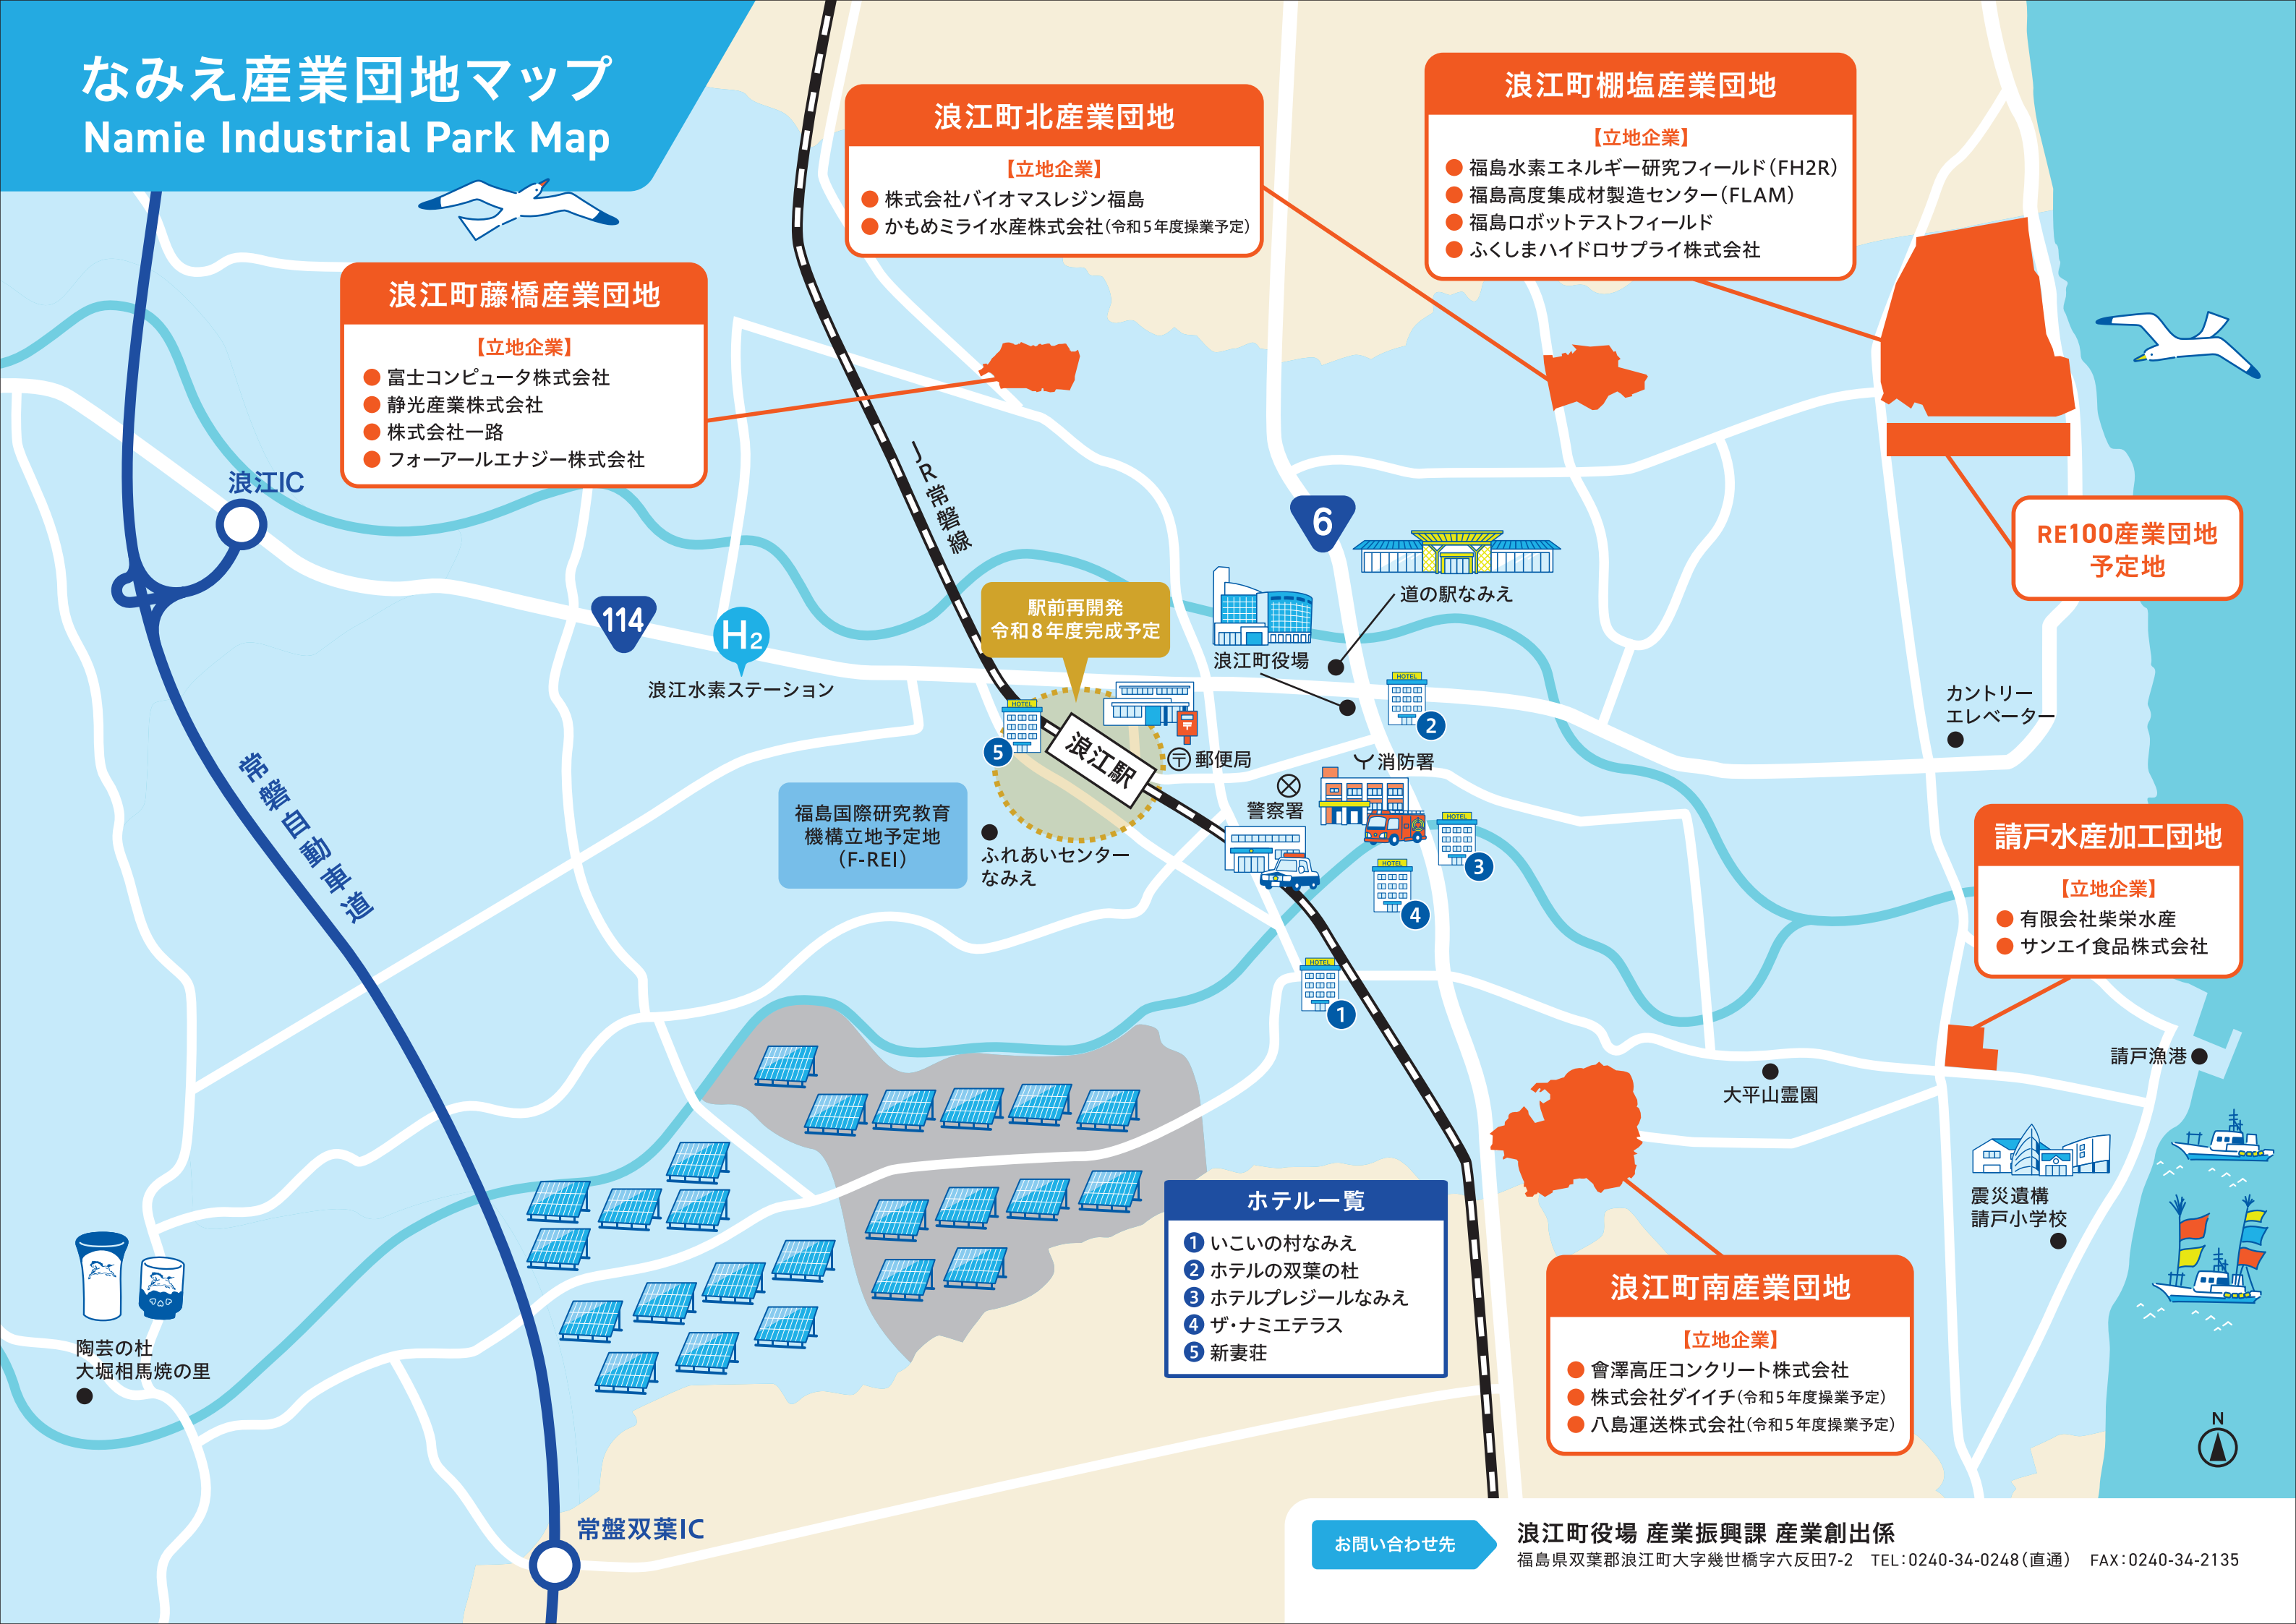 なみえ産業団地マップ
Namie Industrial Park Map
浪江町北産業団地
【立地企業】
●株式会社バイオマスレジン福島
●かもめミライ水産株式会社(令和5年度操業予定)
浪江町棚塩産業団地
【立地企業】
●福島水素エネルギー研究フィールド(FH2R)
●福島高度集成材製造センター(FLAM)
●福島ロボットテストフィールド
●ふくしまハイドロサプライ株式会社
浪江町藤橋産業団地
【立地企業】
●富士コンピュータ株式会社
●静光産業株式会社
●株式会社一路
●フォーアールエナジー株式会社
浪江IC
JR常磐線
6
RE100産業団地
予定地
道の駅なみえ
浪江町役場
114
H2
浪江水素ステーション
駅前再開発
令和8年度完成予定
HOTEL
5
浪江駅
〒郵便局
HOTEL
2
カントリー
エレベーター
消防署
警察署
HOTEL
3
HOTEL
4
HOTEL
1
福島国際研究教育
機構立地予定地
(F-REI)
ふれあいセンター
なみえ
常磐自動車道
請戸水産加工団地
【立地企業】
●有限会社柴栄水産
●サンエイ食品株式会社
請戸漁港
大平山霊園
震災遺構
請戸小学校
陶芸の杜
大堀相馬焼の里
ホテル一覧
1 いこいの村なみえ
2 ホテルの双葉の杜
3 ホテルプレジールなみえ
4 ザ・ナミエテラス
5 新妻荘
浪江町南産業団地
【立地企業】
●會澤高圧コンクリート株式会社
●株式会社ダイイチ(令和5年度操業予定)
●八島運送株式会社(令和5年度操業予定)
N
常盤双葉IC
お問い合わせ先
浪江町役場 産業振興課 産業創出係
福島県双葉郡浪江町大字幾世橋字六反田7-2 TEL:0240-34-0248(直通) FAX:0240-34-2135